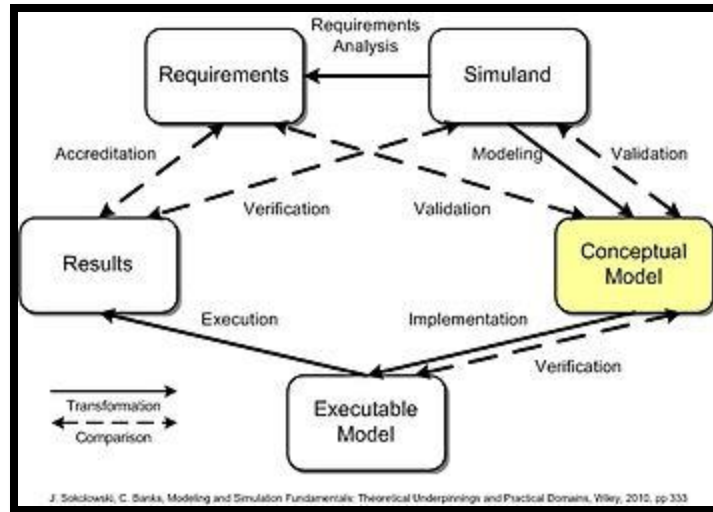 Requirements
Analysis
Requirements
Simuland
Accreditation
Modeling
Validation
Verification
Validation
Results
Conceptual
Model
Execution
Implementation
Verification
Transformation
Comparison
Executable
Model
J. Sokolowski, C. Banks, Modeling and Simulation Fundamentals: Theoretical Underpinnings and Practical Domains, Wiley, 2010, pp 333